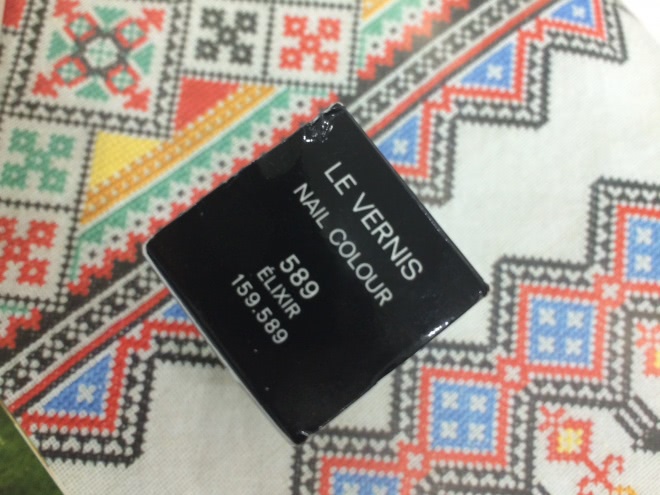 LE VERNIS
NAIL COLOUR
589
ÉLIXIR
159.589